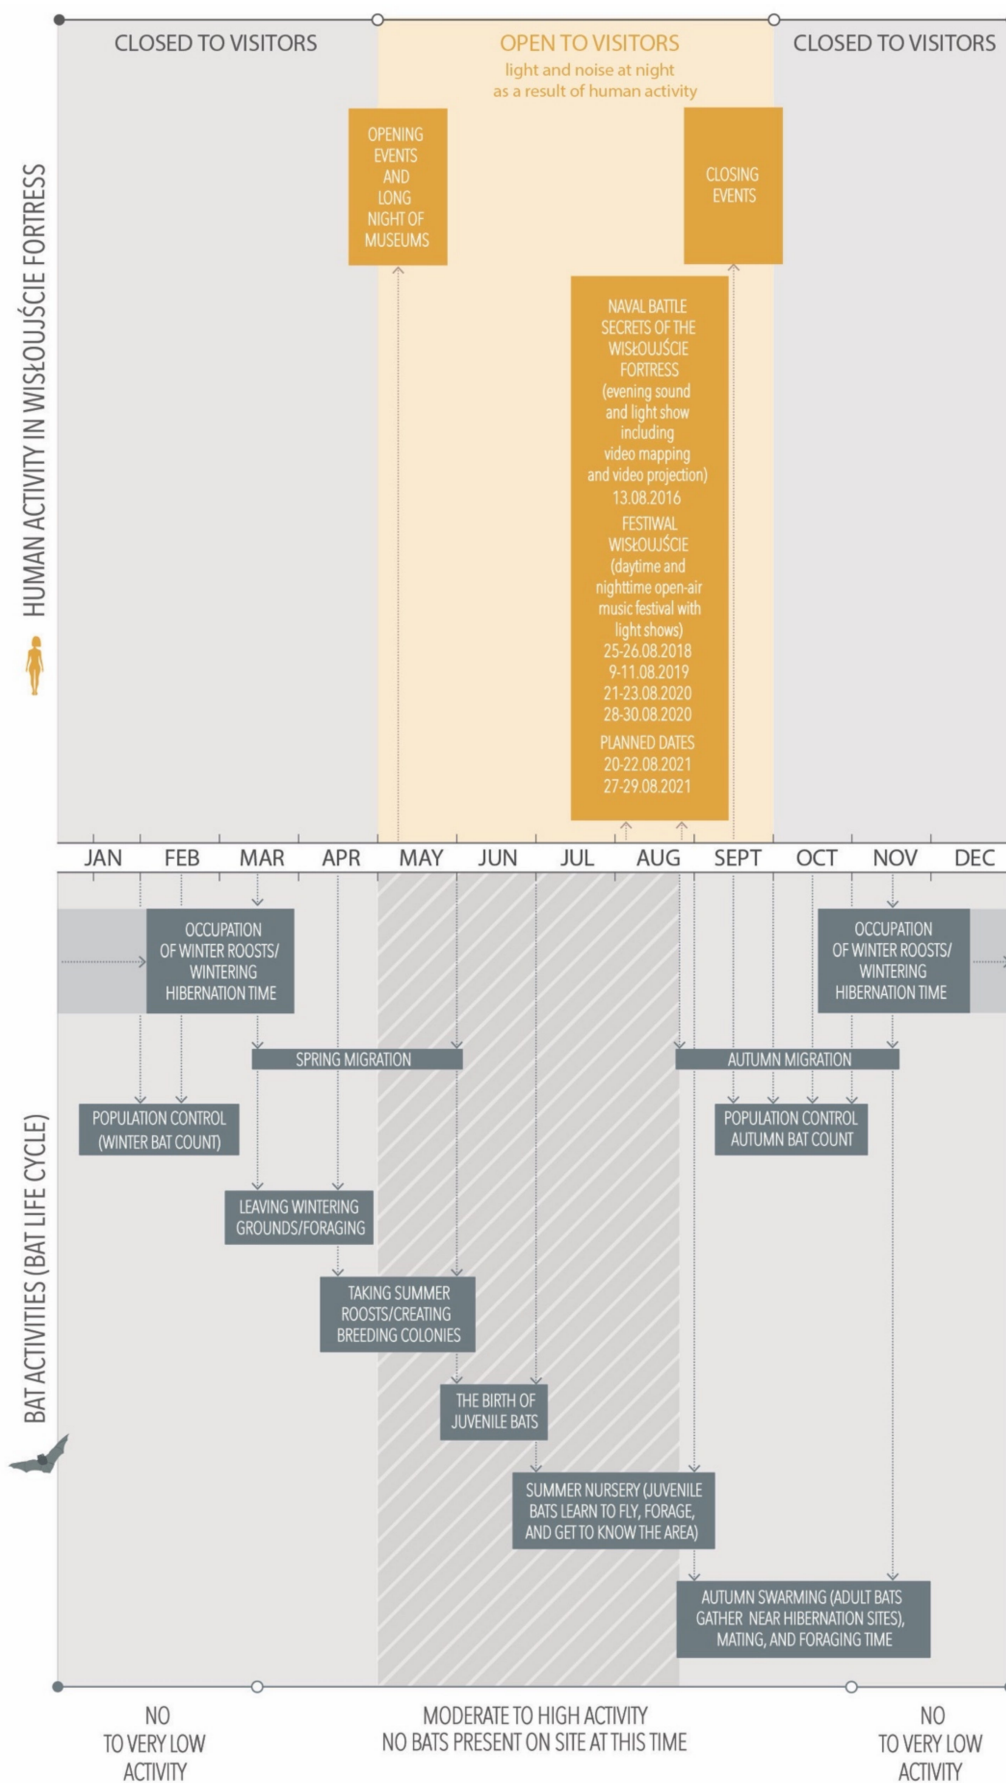 CLOSED TO VISITORS
OPEN TO VISITORS
light and noise at night
as a result of human activity
CLOSED TO VISITORS
HUMAN ACTIVITY IN WISŁOUJŚCIE FORTRESS
OPENING
EVENTS
AND
LONG
NIGHT OF
MUSEUMS
CLOSING
EVENTS
NAVAL BATTLE
SECRETS OF THE
WISŁOUJŚCIE
FORTRESS
(evening sound
and light show
including
video mapping
and video projection)
13.08.2016
FESTIWAL
WISŁOUJŚCIE
(daytime and
nighttime open-air
music festival with
light shows)
25-26.08.2018
9-11.08.2019
21-23.08.2020
28-30.08.2020
PLANNED DATES
20-22.08.2021
27-29.08.2021
JAN FEB MAR APR MAY JUN JUL AUG SEPT OCT NOV DEC
BAT ACTIVITIES (BAT LIFE CYCLE)
OCCUPATION
OF WINTER ROOSTS/
WINTERING
HIBERNATION TIME
OCCUPATION
OF WINTER ROOSTS/
WINTERING
HIBERNATION TIME
SPRING MIGRATION
AUTUMN MIGRATION
POPULATION CONTROL
(WINTER BAT COUNT)
POPULATION CONTROL
AUTUMN BAT COUNT
LEAVING WINTERING
GROUNDS/FORAGING
TAKING SUMMER
ROOSTS/CREATING
BREEDING COLONIES
THE BIRTH OF
JUVENILE BATS
SUMMER NURSERY (JUVENILE
BATS LEARN TO FLY, FORAGE,
AND GET TO KNOW THE AREA)
AUTUMN SWARMING (ADULT BATS
GATHER NEAR HIBERNATION SITES),
MATING, AND FORAGING TIME
NO
TO VERY LOW
ACTIVITY
MODERATE TO HIGH ACTIVITY
NO BATS PRESENT ON SITE AT THIS TIME
NO
TO VERY LOW
ACTIVITY